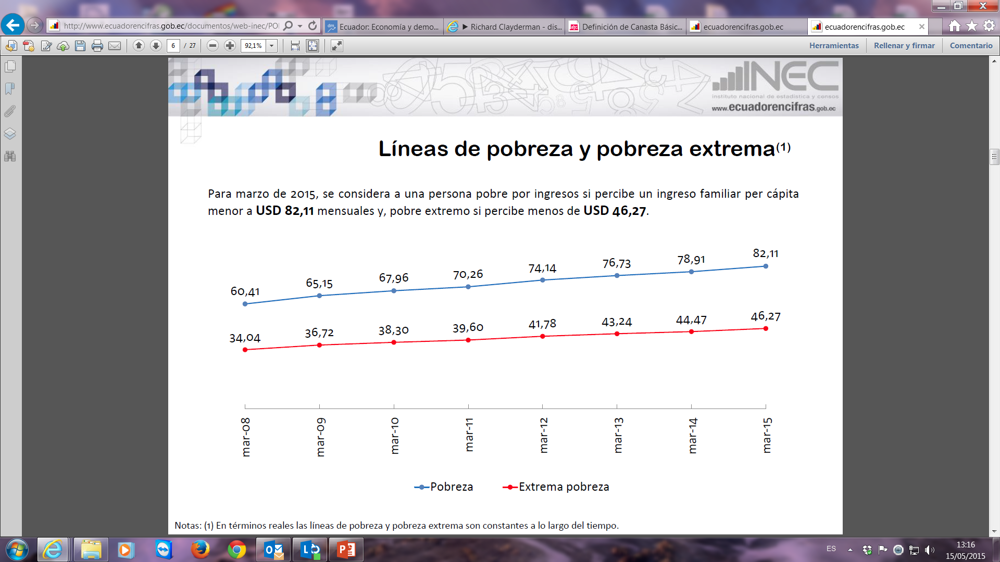 http://www.ecuadorencifras.gob.ec/documentos/web-inec/POI
Ecuador: Economía y demo...
► Richard Clayderman - dis...
Definición de Canasta Básic...
ecuadorencifras.gob.ec
ecuadorencifras.gob.ec
6 / 27
92,1%
Herramientas
Rellenar y firmar
Comentario
INEC
instituto nacional de estadística y censos
www.ecuadorencifras.gob.ec
Líneas de pobreza y pobreza extrema(1)
Para marzo de 2015, se considera a una persona pobre por ingresos si percibe un ingreso familiar per cápita
menor a USD 82,11 mensuales y, pobre extremo si percibe menos de USD 46,27.
60,41 65,15 67,96 70,26 74,14 76,73 78,91 82,11
34,04 36,72 38,30 39,60 41,78 43,24 44,47 46,27
mar-08 mar-09 mar-10 mar-11 mar-12 mar-13 mar-14 mar-15
Pobreza
Extrema pobreza
Notas: (1) En términos reales las líneas de pobreza y pobreza extrema son constantes a lo largo del tiempo.
ES
13:16
15/05/2015